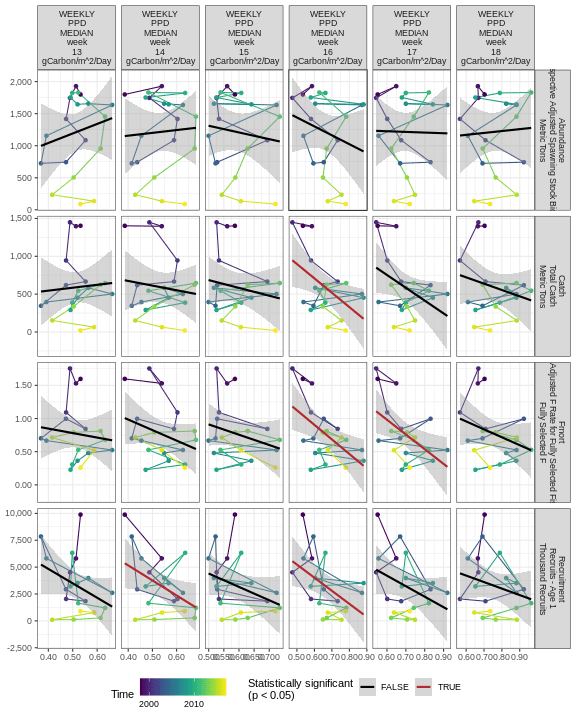 WEEKLY PPD MEDIAN week 13 gCarbon/m^2/Day
WEEKLY PPD MEDIAN week 14 gCarbon/m^2/Day
WEEKLY PPD MEDIAN week 15 gCarbon/m^2/Day
WEEKLY PPD MEDIAN week 16 gCarbon/m^2/Day
WEEKLY PPD MEDIAN week 17 gCarbon/m^2/Day
WEEKLY PPD MEDIAN week 18 gCarbon/m^2/Day
2,000
1,500
1,000
500
0
Abundance
Adjusted Spawning Stock
Metric Tons
1,500
1,000
500
0
Catch
Total Catch
Metric Tons
1.50
1.00
0.50
0.00
Fmort
Adjusted F Rate for Fully Selected
Fully Selected F
10,000
7,500
5,000
2,500
0
-2,500
Recruitment
Recruits - Age 1
Thousand Recruits
0.40 0.50 0.60
0.40 0.50 0.60
0.700
0.60 0.70 0.80 0.90
0.60 0.70 0.80 0.90
0.60 0.70 0.80 0.90
Time
2000 2010
Statistically significant
(p < 0.05)
FALSE
TRUE